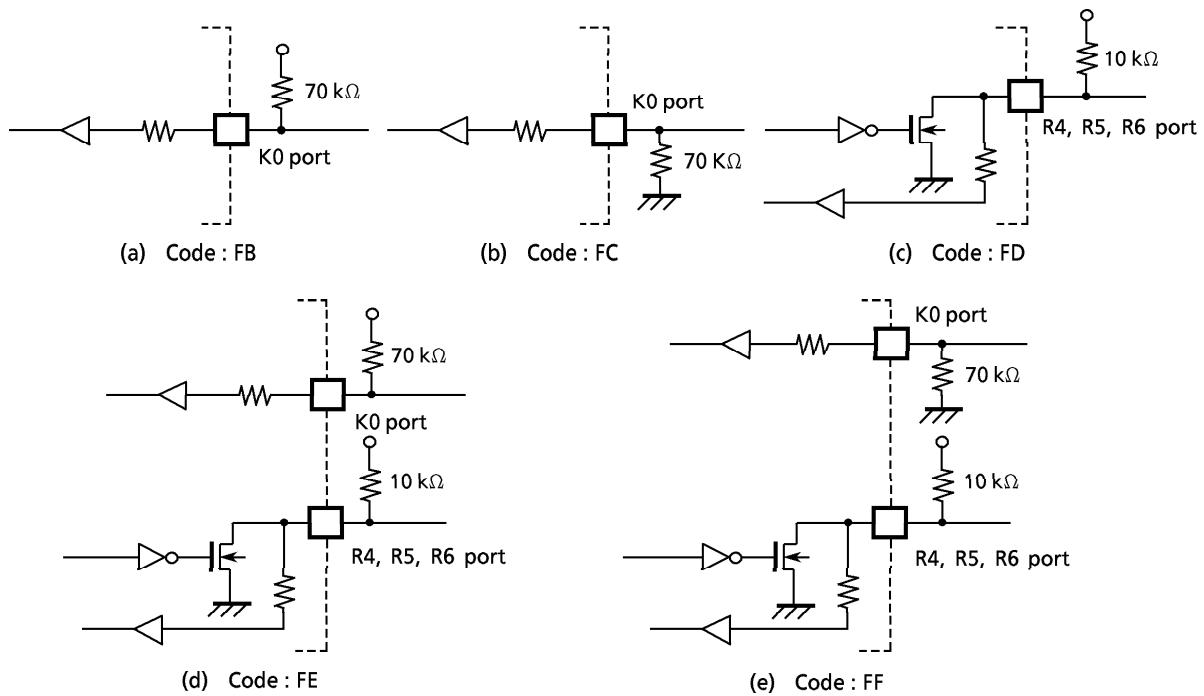 70 kΩ
K0 port
(a) Code : FB
K0 port
70 KΩ
(b) Code : FC
10 kΩ
R4, R5, R6 port
(c) Code : FD
70 kΩ
K0 port
10 kΩ
R4, R5, R6 port
(d) Code : FE
K0 port
70 kΩ
10 kΩ
R4, R5, R6 port
(e) Code : FF